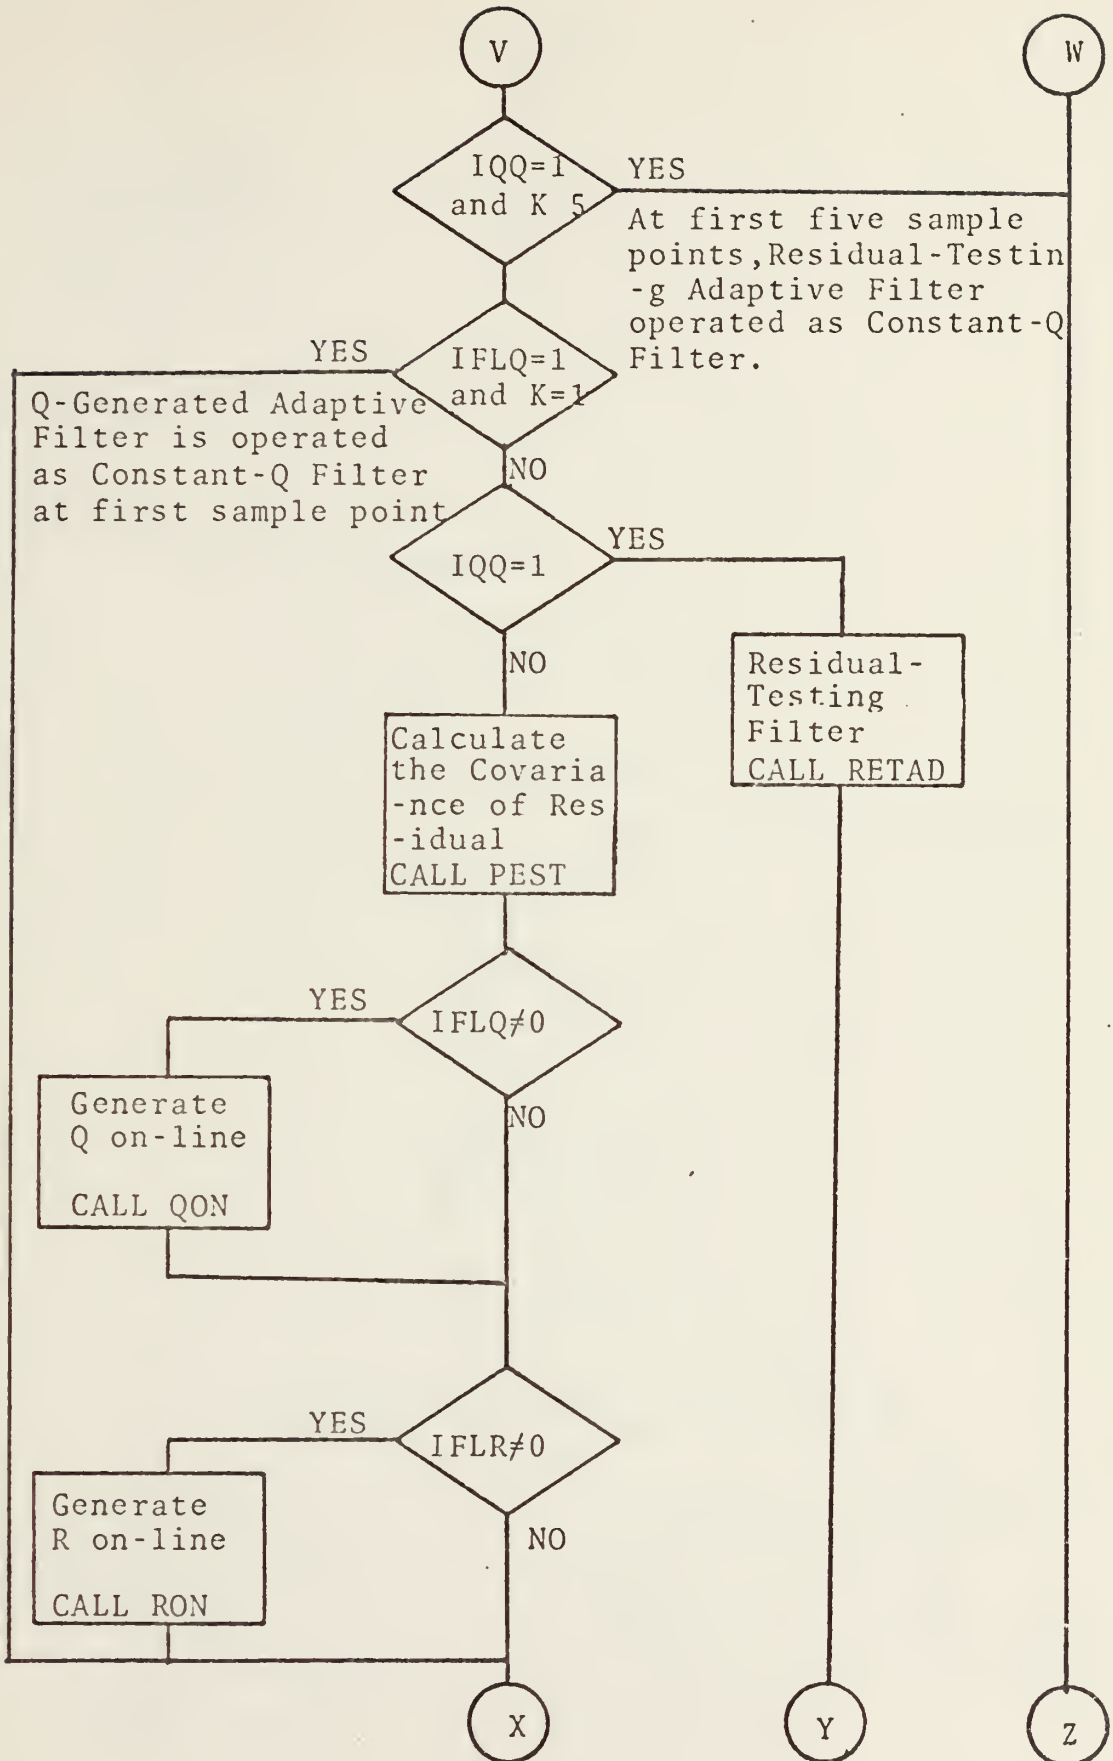 V
W
IQQ=1
and K 5
YES
At first five sample
points,Residual-Testin
-g Adaptive Filter
operated as Constant-Q
Filter.
YES
IFLQ=1
and K=1
Q-Generated Adaptive
Filter is operated
as Constant-Q Filter
at first sample point
NO
IQQ=1
YES
NO
Residual-
Testing
Filter
CALL RETAD
Calculate
the Covaria
-nce of Res
-idual
CALL PEST
YES
IFLQ≠0
Generate
Q on-line
CALL QON
NO
YES
IFLR≠0
Generate
R on-line
CALL RON
NO
X
Y
Z